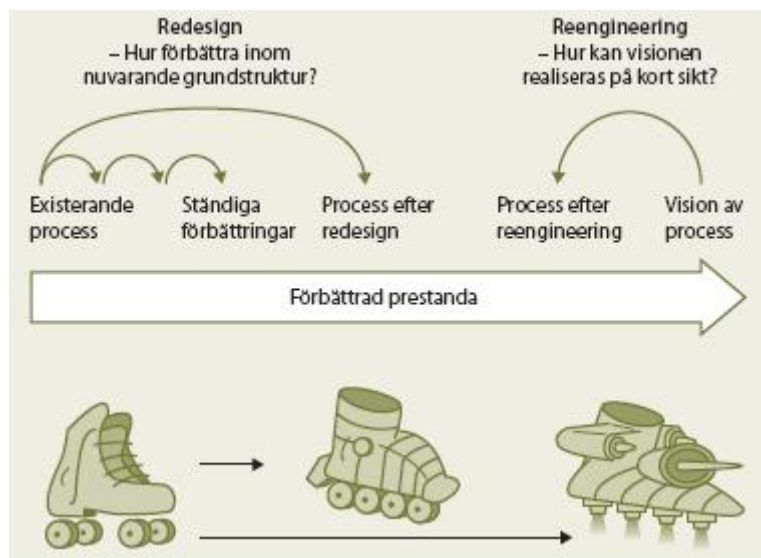 Redesign
– Hur förbättra inom
nuvarande grundstruktur?
Reengineering
– Hur kan visionen
realiseras på kort sikt?
Existerande
process
Ständiga
förbättringar
Process efter
redesign
Process efter
reengineering
Vision av
process
Förbättrad prestanda